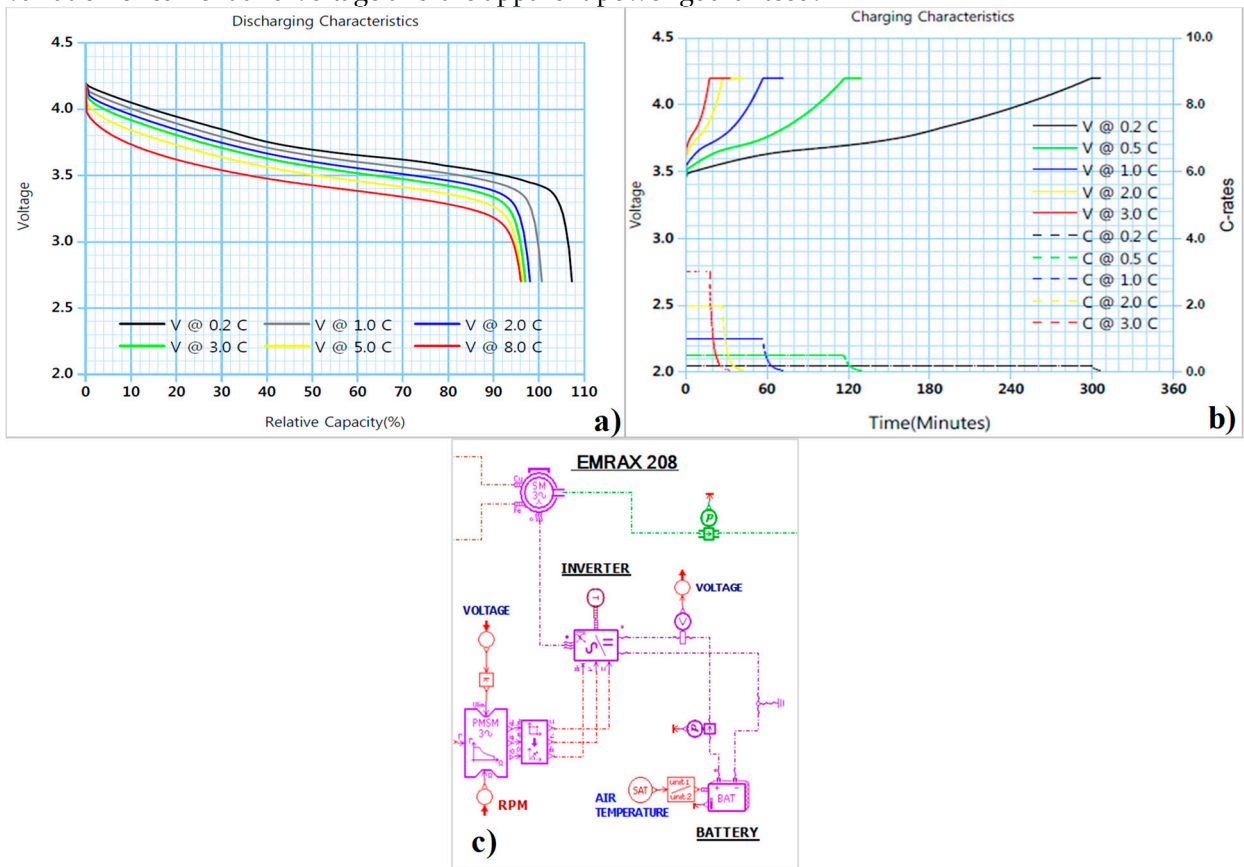 Discharging Characteristics
4.5
4.0
3.5
3.0
2.5
2.0
Voltage
V @ 0.2 C V @ 1.0 C V @ 2.0 C
V @ 3.0 C V @ 5.0 C V @ 8.0 C
0 10 20 30 40 50 60 70 80 90 100 110
Relative Capacity(%)
a)
Charging Characteristics
4.5
4.0
3.5
3.0
2.5
2.0
Voltage
10.0
8.0
6.0
4.0
2.0
0.0
C-rates
V @ 0.2 C
V @ 0.5 C
V @ 1.0 C
V @ 2.0 C
V @ 3.0 C
C @ 0.2 C
C @ 0.5 C
C @ 1.0 C
C @ 2.0 C
C @ 3.0 C
0 60 120 180 240 300 360
Time(Minutes)
b)
EMRAX 208
SM
3
P
INVERTER
T
VOLTAGE
V
VOLTAGE
K
PMSM
3
RPM
P
SAT
unit1
unit2
BAT
AIR
TEMPERATURE
BATTERY
c)